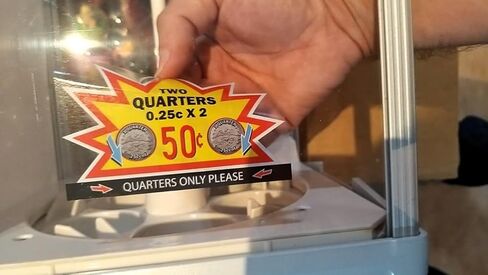 TWO
QUARTERS
0.25c X 2
50¢
QUARTERS ONLY PLEASE